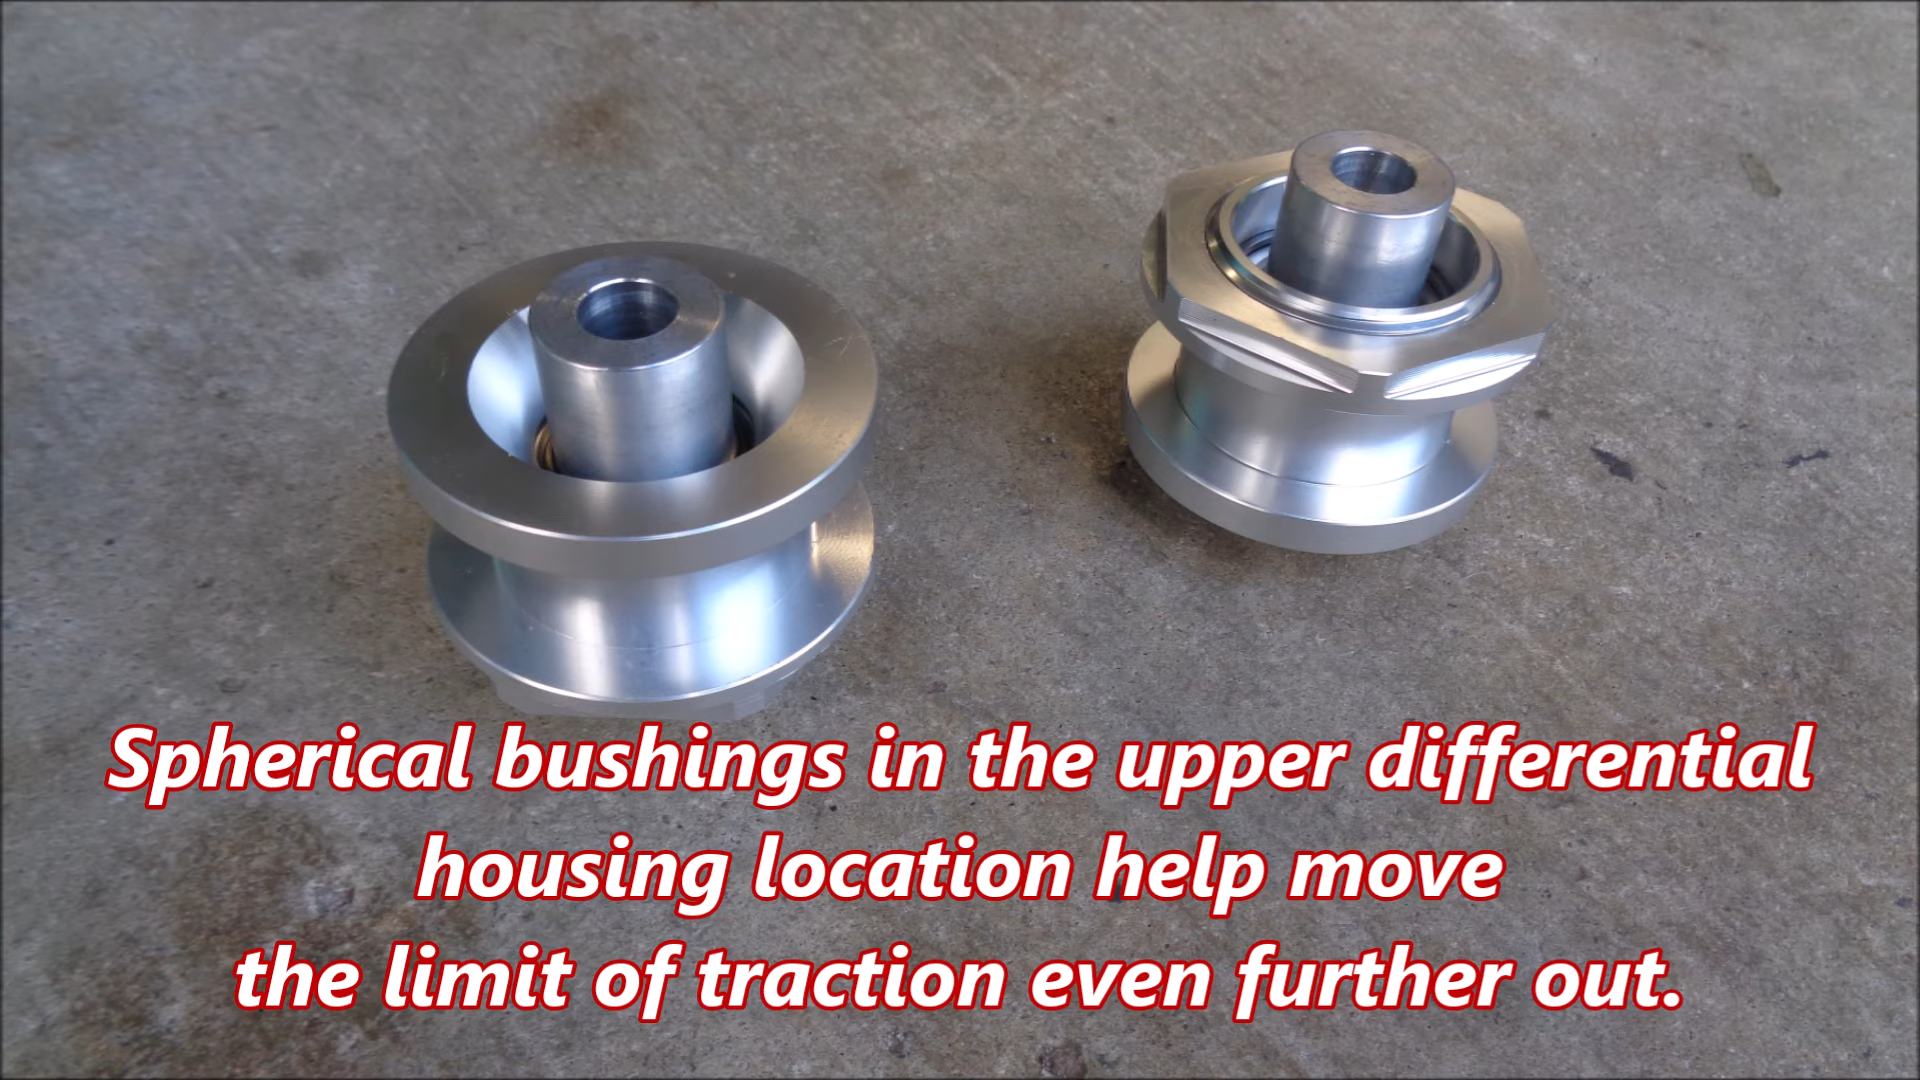 Spherical bushings in the upper differential
housing location help move
the limit of traction even further out.